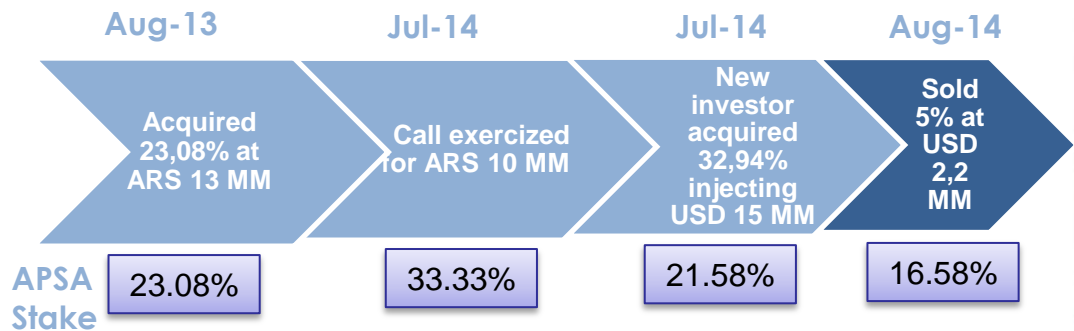 Aug-13
Jul-14
Jul-14
Aug-14
Acquired
23,08% at
ARS 13 MM
Call exercized
for ARS 10 MM
New
investor
acquired
32,94%
injecting
USD 15 MM
Sold
5% at
USD
2,2
MM
APSA
Stake
23.08%
33.33%
21.58%
16.58%